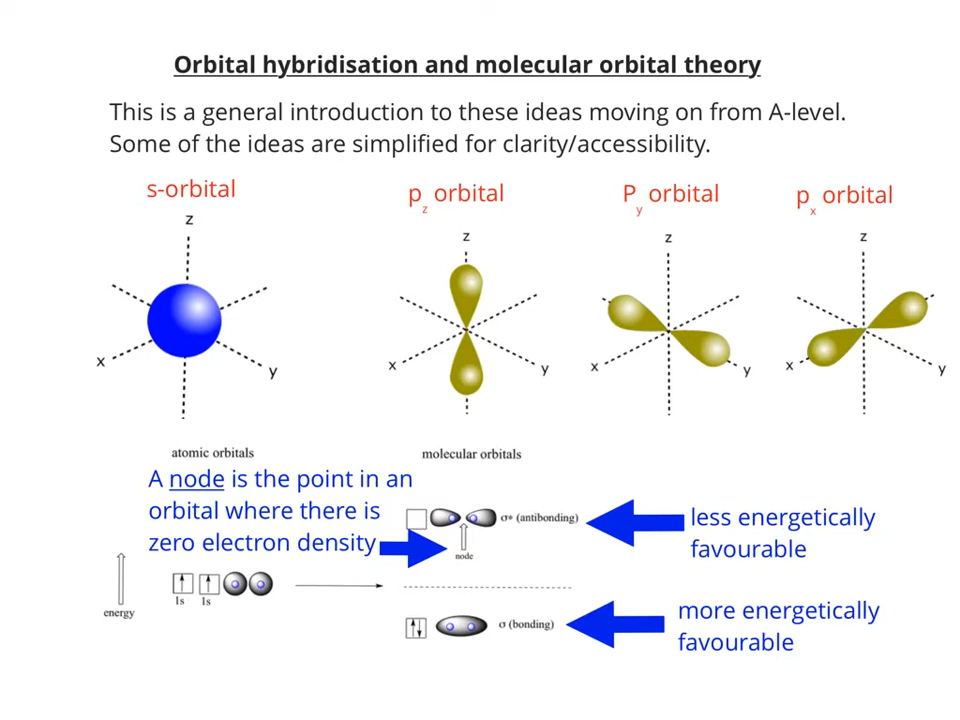 Orbital hybridisation and molecular orbital theory
This is a general introduction to these ideas moving on from A-level.
Some of the ideas are simplified for clarity/accessibility.
s-orbital
p_z orbital
P_y orbital
p_x orbital
z
x
y
z
x
y
z
x
y
z
x
y
atomic orbitals
molecular orbitals
A node is the point in an
orbital where there is
zero electron density
σ* (antibonding)
node
less energetically
favourable
energy
1s 1s
σ (bonding)
more energetically
favourable